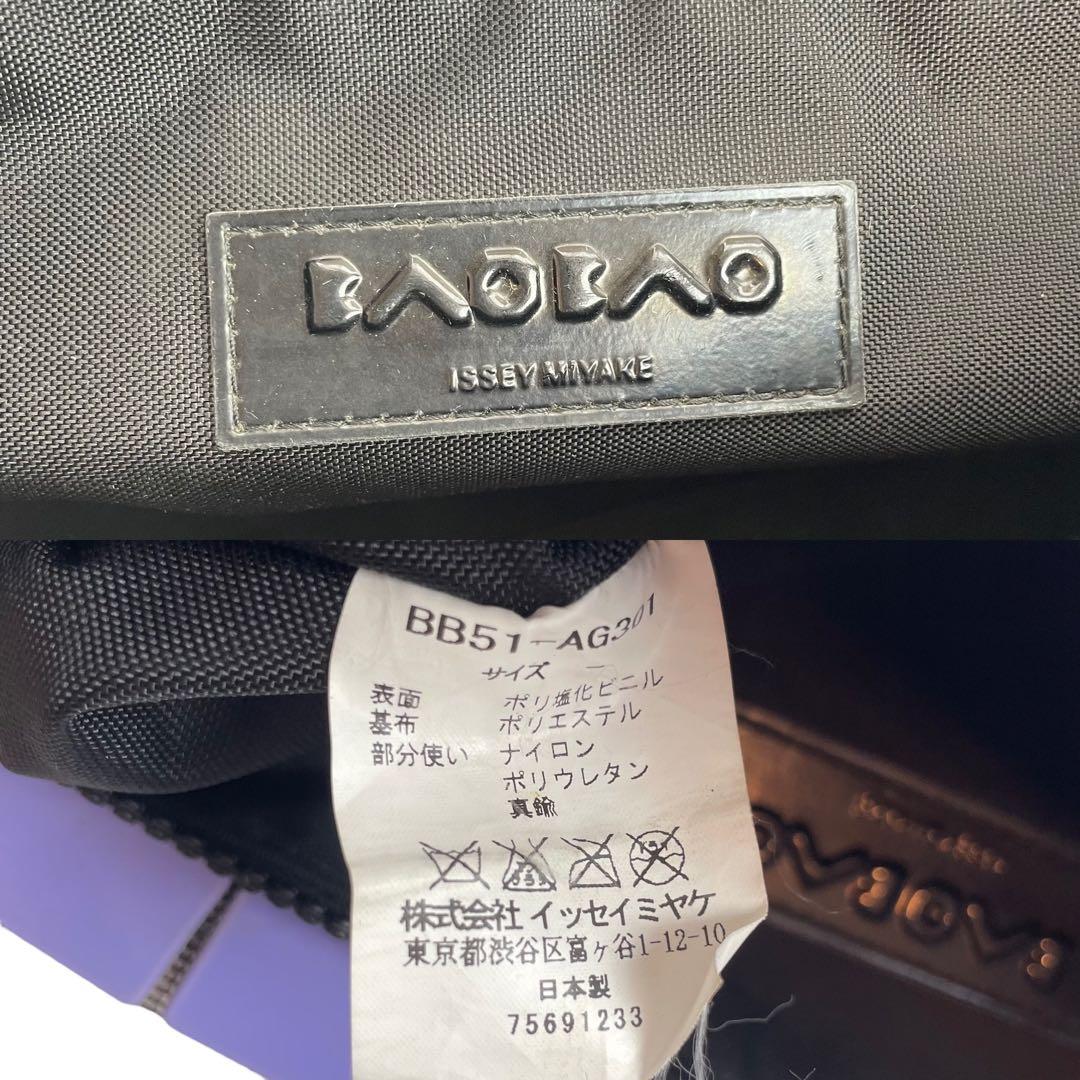 BAOBAO
ISSEY MIYAKE
BB51-AG301
サイズ －
表面 ポリ塩化ビニル
基布 ポリエステル
部分使い ナイロン
ポリウレタン
真鍮
株式会社 イッセイミヤケ
東京都渋谷区富ヶ谷1-12-10
日本製
75691233
BAOBAO